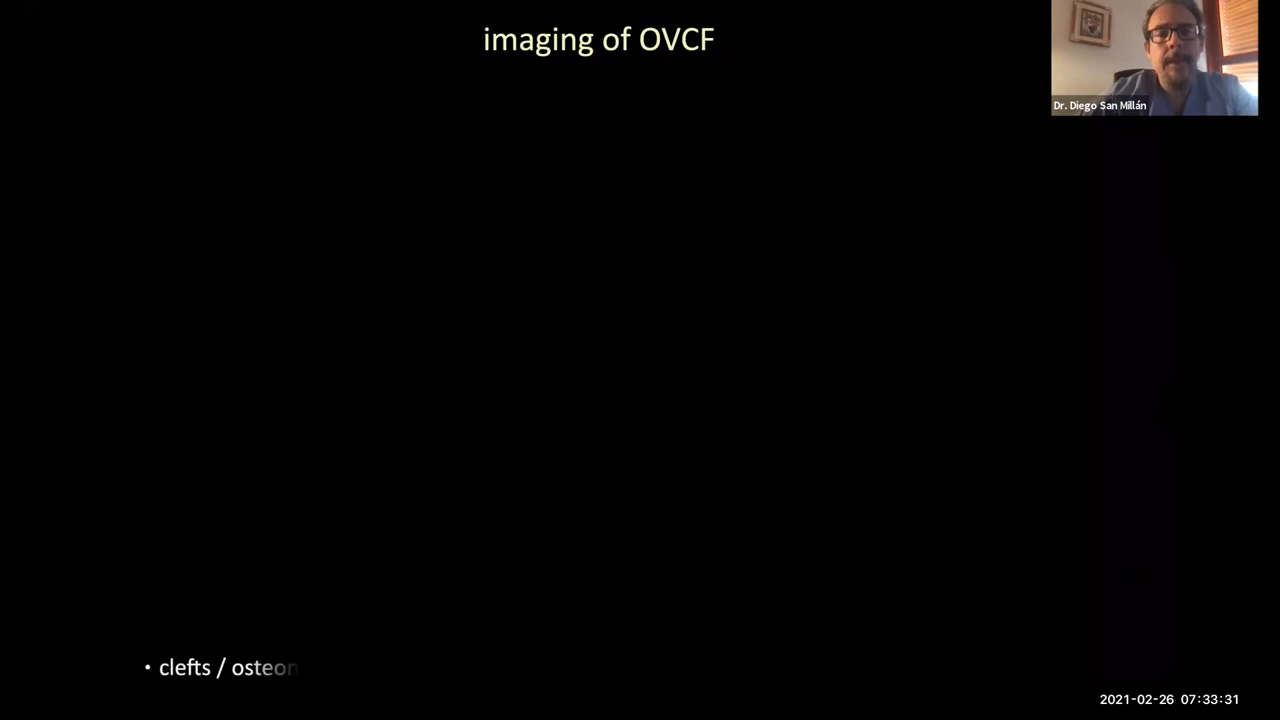 imaging of OVCF
Dr. Diego San Millán
• clefts / osteon
2021-02-26 07:33:31